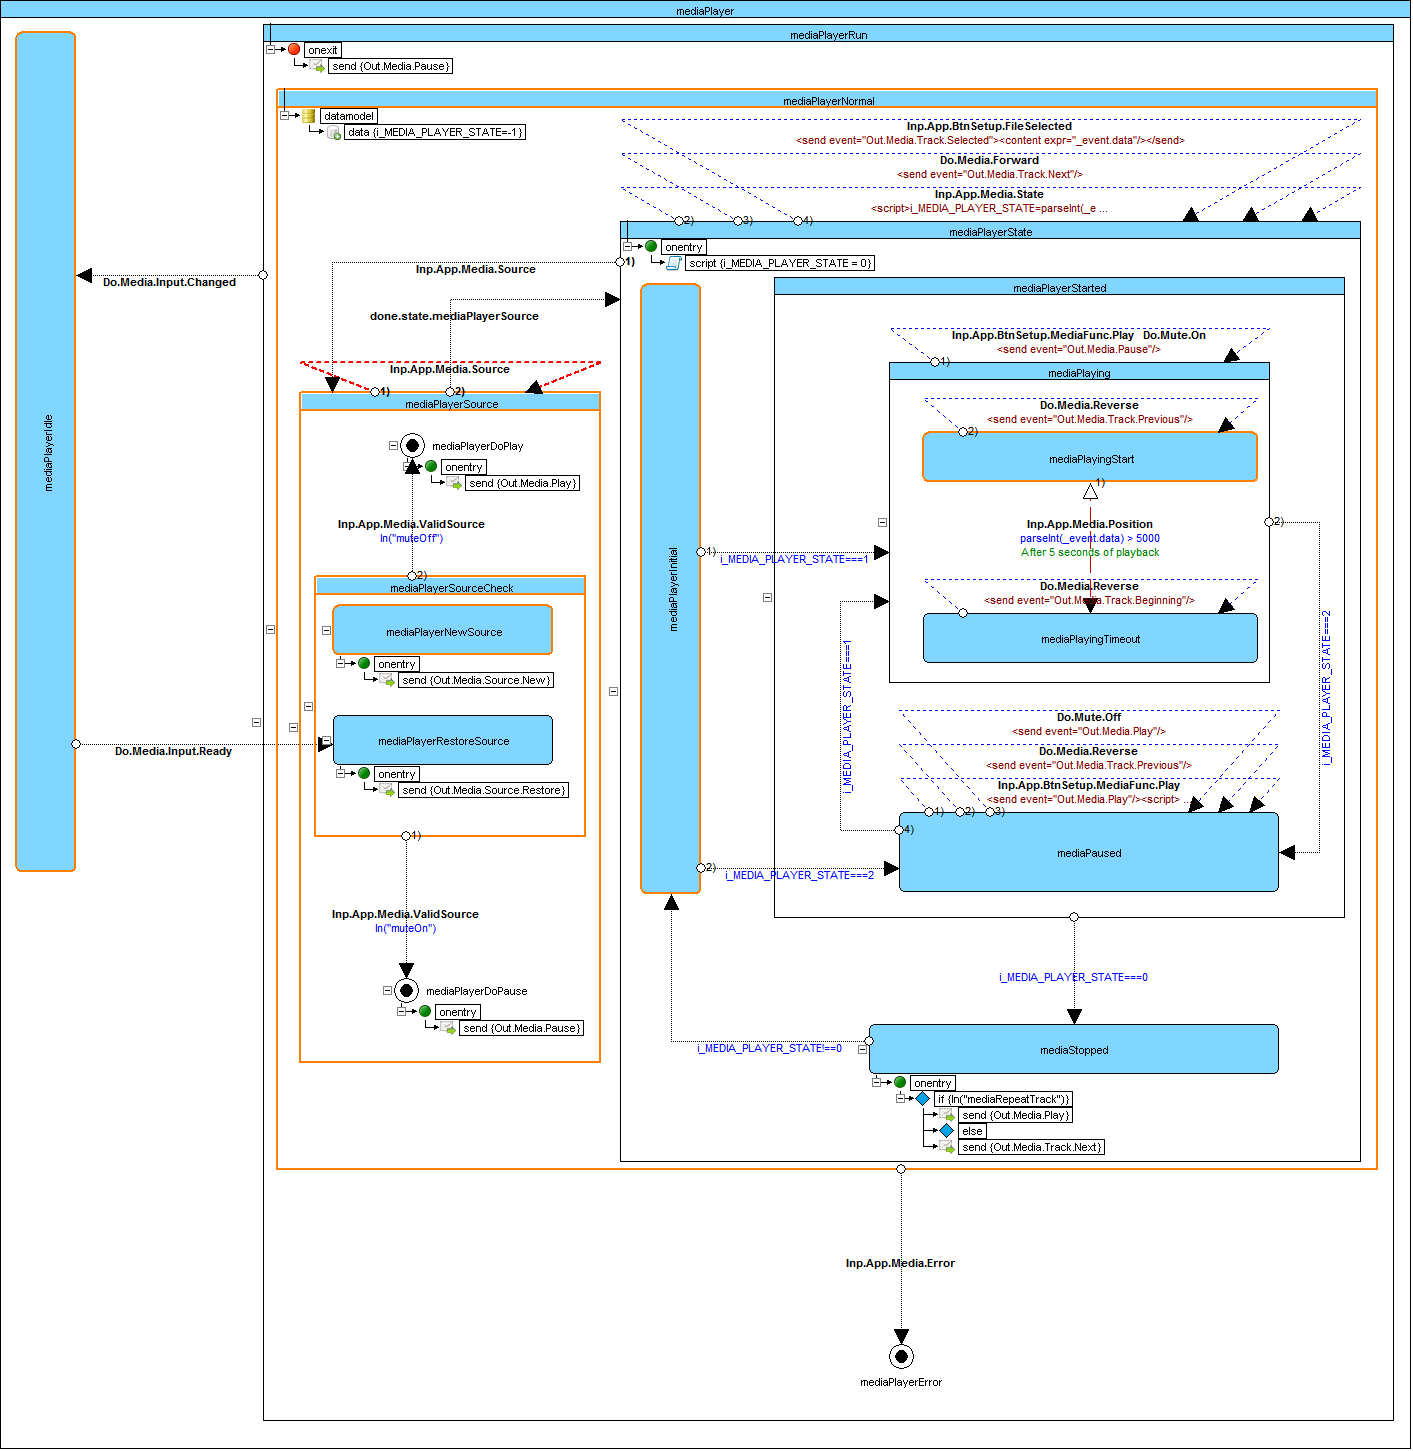 mediaPlayer
mediaPlayerRun
onexit
send {Out.Media.Pause}
mediaPlayerNormal
datamodel
data {i_MEDIA_PLAYER_STATE=-1}
Inp.App.BtnSetup.FileSelected
<send event="Out.Media.Track.Selected"><content expr="_event.data"/></send>
Do.Media.Forward
<send event="Out.Media.Track.Next"/>
Inp.App.Media.State
<script>i_MEDIA_PLAYER_STATE=parseInt(_e ...
2)
3)
4)
mediaPlayerState
onentry
script {i_MEDIA_PLAYER_STATE = 0}
1)
Inp.App.Media.Source
Do.Media.Input.Changed
done.state.mediaPlayerSource
Inp.App.Media.Source
1)
2)
mediaPlayerSource
mediaPlayerDoPlay
onentry
send {Out.Media.Play}
Inp.App.Media.ValidSource
In("muteOff")
2)
mediaPlayerSourceCheck
mediaPlayerNewSource
onentry
send {Out.Media.Source.New}
mediaPlayerRestoreSource
onentry
send {Out.Media.Source.Restore}
1)
Inp.App.Media.ValidSource
In("muteOn")
mediaPlayerDoPause
onentry
send {Out.Media.Pause}
mediaPlayerIdle
Do.Media.Input.Ready
mediaPlayerInitial
1)
i_MEDIA_PLAYER_STATE===1
2)
i_MEDIA_PLAYER_STATE===2
mediaPlayerStarted
Inp.App.BtnSetup.MediaFunc.Play   Do.Mute.On
<send event="Out.Media.Pause"/>
1)
mediaPlaying
Do.Media.Reverse
<send event="Out.Media.Track.Previous"/>
2)
mediaPlayingStart
1)
Inp.App.Media.Position
parseInt(_event.data) > 5000
After 5 seconds of playback
Do.Media.Reverse
<send event="Out.Media.Track.Beginning"/>
mediaPlayingTimeout
2)
i_MEDIA_PLAYER_STATE===2
i_MEDIA_PLAYER_STATE===1
Do.Mute.Off
<send event="Out.Media.Play"/>
Do.Media.Reverse
<send event="Out.Media.Track.Previous"/>
Inp.App.BtnSetup.MediaFunc.Play
<send event="Out.Media.Play"/><script> ...
1)
2)
3)
4)
mediaPaused
i_MEDIA_PLAYER_STATE===0
i_MEDIA_PLAYER_STATE!==0
mediaStopped
onentry
if {In("mediaRepeatTrack")}
send {Out.Media.Play}
else
send {Out.Media.Track.Next}
Inp.App.Media.Error
mediaPlayerError